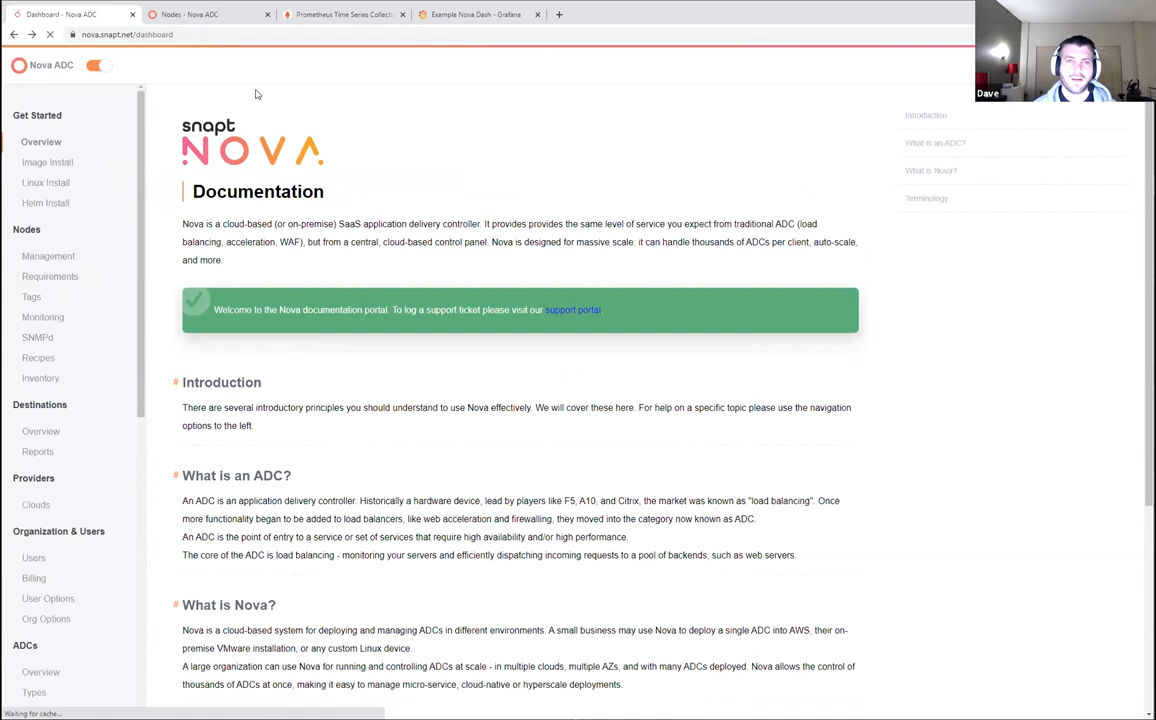 Dashboard - Nova ADC
Nodes - Nova ADC
Prometheus Time Series Collecti
Example Nova Dash - Grafana
nova.snapt.net/dashboard
Nova ADC
Dave
Get Started
Overview
Image Install
Linux Install
Helm Install
Nodes
Management
Requirements
Tags
Monitoring
SNMPd
Recipes
Inventory
Destinations
Overview
Reports
Providers
Clouds
Organization & Users
Users
Billing
User Options
Org Options
ADCs
Overview
Types
snapt
NOVA
Documentation
Nova is a cloud-based (or on-premise) SaaS application delivery controller. It provides provides the same level of service you expect from traditional ADC (load
balancing, acceleration, WAF), but from a central, cloud-based control panel. Nova is designed for massive scale: it can handle thousands of ADCs per client, auto-scale,
and more.
Welcome to the Nova documentation portal. To log a support ticket please visit our support portal.
# Introduction
There are several introductory principles you should understand to use Nova effectively. We will cover these here. For help on a specific topic please use the navigation
options to the left.
# What is an ADC?
An ADC is an application delivery controller. Historically a hardware device, lead by players like F5, A10, and Citrix, the market was known as "load balancing". Once
more functionality began to be added to load balancers, like web acceleration and firewalling, they moved into the category now known as ADC.
An ADC is the point of entry to a service or set of services that require high availability and/or high performance.
The core of the ADC is load balancing - monitoring your servers and efficiently dispatching incoming requests to a pool of backends, such as web servers.
# What is Nova?
Nova is a cloud-based system for deploying and managing ADCs in different environments. A small business may use Nova to deploy a single ADC into AWS, their on-
premise VMware installation, or any custom Linux device.
A large organization can use Nova for running and controlling ADCs at scale - in multiple clouds, multiple AZs, and with many ADCs deployed. Nova allows the control of
thousands of ADCs at once, making it easy to manage micro-service, cloud-native or hyperscale deployments.
Introduction
What is an ADC?
What is Nova?
Terminology
Waiting for cache...